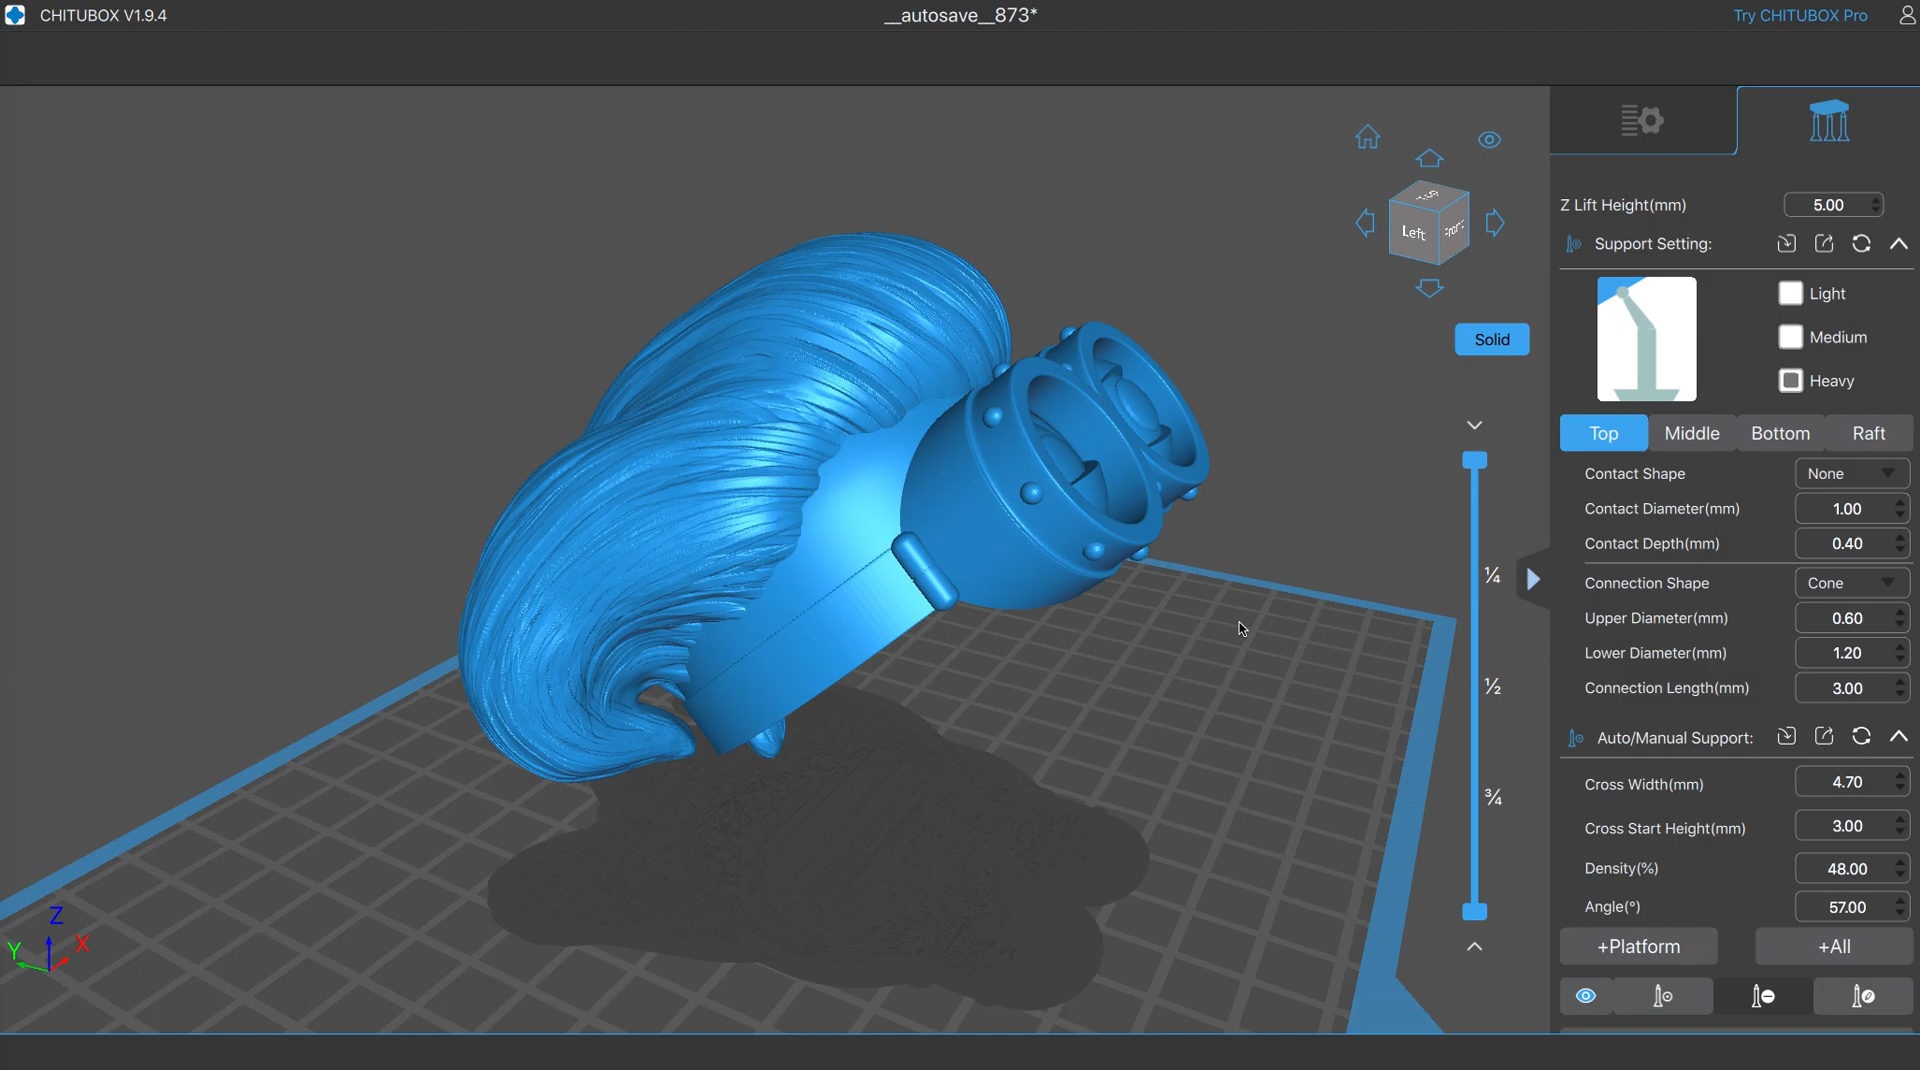 CHITUBOX V1.9.4
__autosave__873*
Try CHITUBOX Pro
Z Lift Height(mm)
5.00
Support Setting:
Light
Medium
Heavy
Left
Solid
Top
Middle
Bottom
Raft
Contact Shape
None
Contact Diameter(mm)
1.00
Contact Depth(mm)
0.40
Connection Shape
Cone
Upper Diameter(mm)
0.60
Lower Diameter(mm)
1.20
Connection Length(mm)
3.00
¼
½
¾
Auto/Manual Support:
Cross Width(mm)
4.70
Cross Start Height(mm)
3.00
Density(%)
48.00
Angle(°)
57.00
+Platform
+All
Z
Y
X